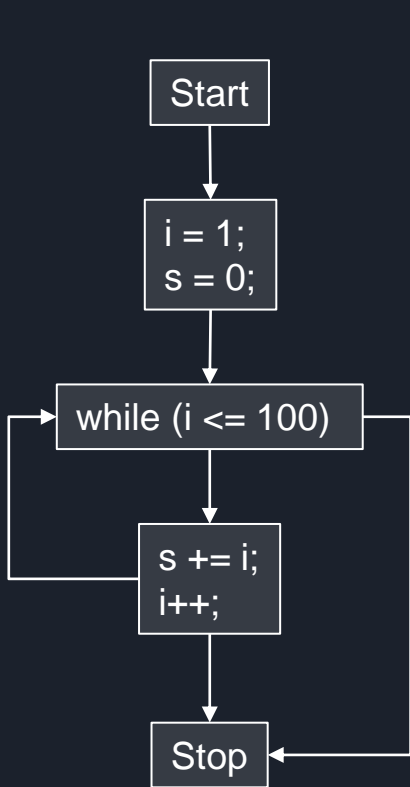 Start
i = 1;
s = 0;
while (i <= 100)
s += i;
i++;
Stop